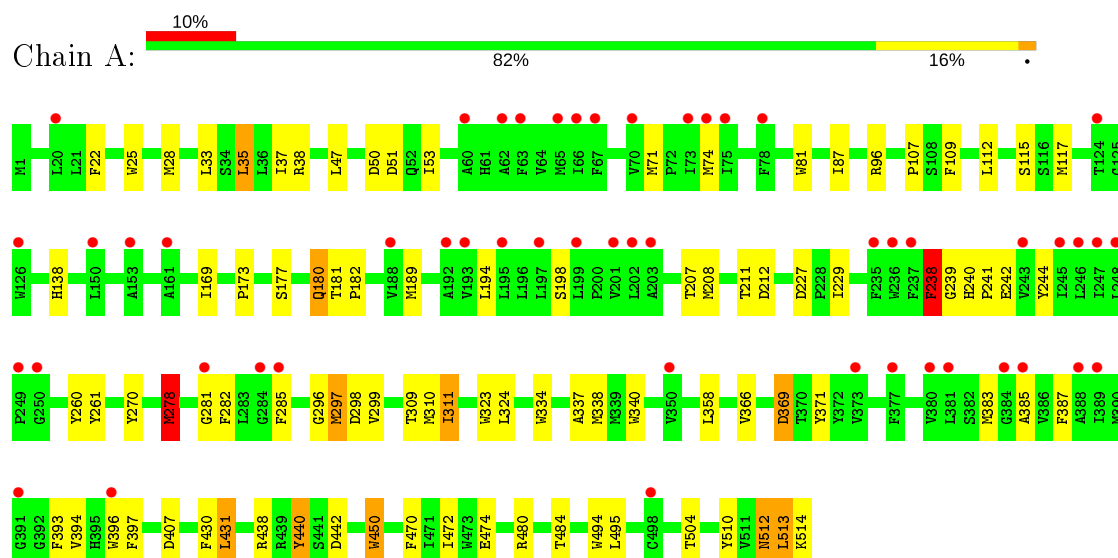 10%
Chain A:
82% 16% •
M1 L20 L21 F22 W25 M28 L33 S34 L35 L36 I37 R38 L47 D50 D51 Q52 I53 A60 H61 A62 F63 V64 M65 I66 F67 V70 M71 P72 I73 M74 I75 F78 W81 I87 R96 P107 S108 F109 L112 S115 S116 M117 T124 G125
W126 H138 L150 A153 A161 I169 P173 S177 Q180 T181 P182 V188 M189 A192 V193 L194 L195 L196 L197 S198 L199 P200 V201 L202 A203 T207 M208 T211 D212 D227 P228 I229 F235 W236 F237 F238 G239 H240 P241 E242 V243 Y244 I245 L246 I247 L248
P249 G250 Y260 Y261 Y270 M278 G281 F282 L283 G284 F285 G296 M297 D298 V299 T309 M310 I311 W323 L324 W334 A337 M338 M339 W340 V350 L358 V366 D369 T370 Y371 Y372 V373 F377 V380 L381 S382 M383 G384 A385 V386 F387 A388 I389 M390
G391 G392 F393 V394 H395 W396 F397 D407 F430 L431 R438 R439 Y440 S441 D442 W450 F470 I471 I472 W473 E474 R480 T484 W494 L495 C498 T504 Y510 V511 N512 L513 K514